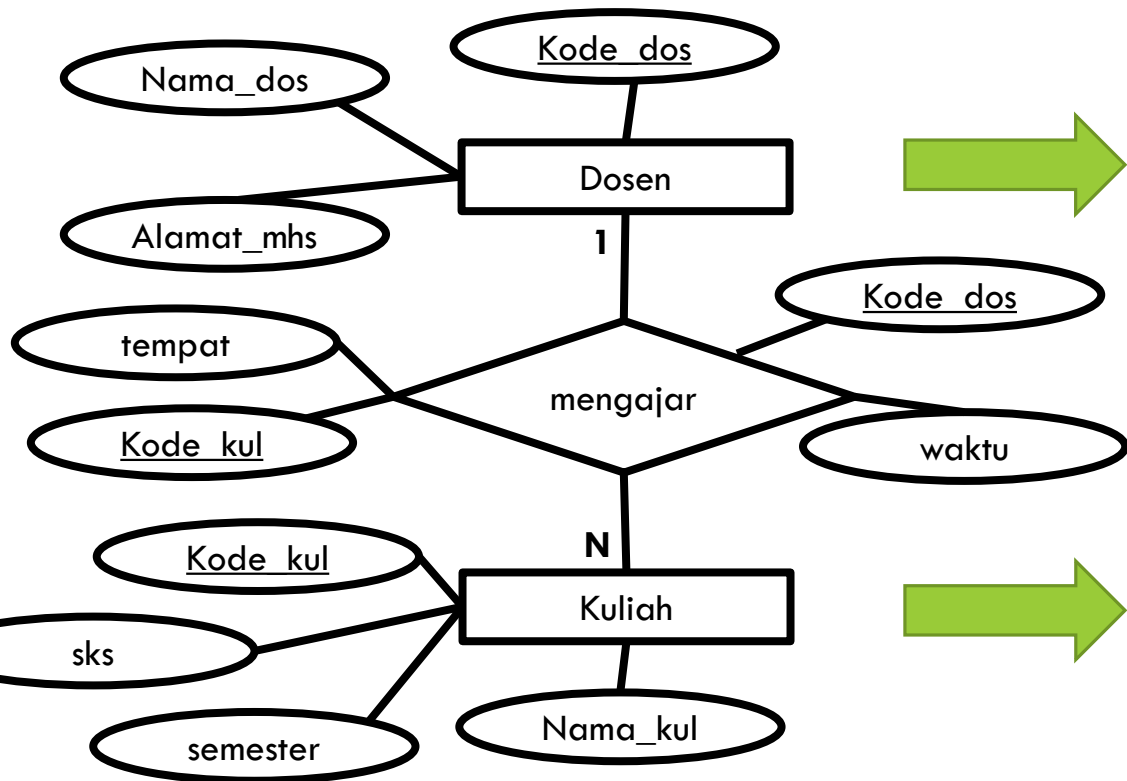 Kode_dos
Nama_dos
Dosen
Alamat_mhs
1
Kode_dos
tempat
mengajar
Kode_kul
waktu
N
Kode_kul
Kuliah
sks
Nama_kul
semester